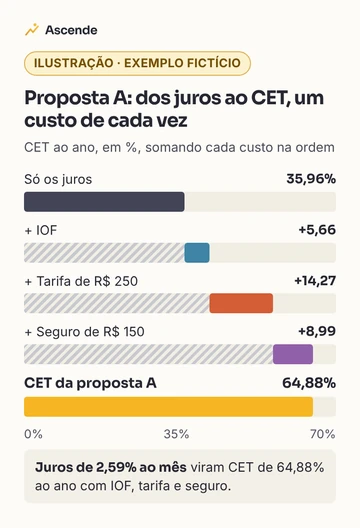 Ascende
ILUSTRAÇÃO · EXEMPLO FICTÍCIO
Proposta A: dos juros ao CET, um
custo de cada vez
CET ao ano, em %, somando cada custo na ordem
Só os juros 35,96%
+ IOF +5,66
+ Tarifa de R$ 250 +14,27
+ Seguro de R$ 150 +8,99
CET da proposta A 64,88%
0% 35% 70%
Juros de 2,59% ao mês viram CET de 64,88%
ao ano com IOF, tarifa e seguro.